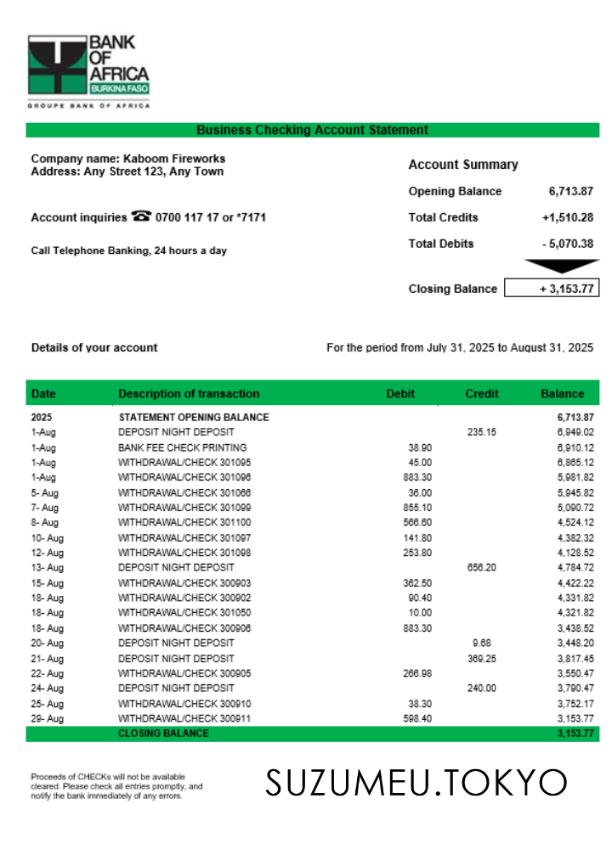 BANK
OF
AFRICA
BURKINA FASO
GROUPE BANK OF AFRICA
Business Checking Account Statement
Company name: Kaboom Fireworks
Address: Any Street 123, Any Town
Account inquiries ☎ 0700 117 17 or *7171
Call Telephone Banking, 24 hours a day
Account Summary
Opening Balance 6,713.87
Total Credits +1,510.28
Total Debits - 5,070.38
Closing Balance + 3,153.77
Details of your account For the period from July 31, 2025 to August 31, 2025
Date Description of transaction Debit Credit Balance
2025 STATEMENT OPENING BALANCE 6,713.87
1-Aug DEPOSIT NIGHT DEPOSIT 235.15 6,949.02
1-Aug BANK FEE CHECK PRINTING 38.90 6,910.12
1-Aug WITHDRAWAL/CHECK 301095 45.00 6,865.12
1-Aug WITHDRAWAL/CHECK 301096 883.30 5,981.82
5- Aug WITHDRAWAL/CHECK 301066 36.00 5,945.82
7- Aug WITHDRAWAL/CHECK 301099 855.10 5,090.72
8- Aug WITHDRAWAL/CHECK 301100 566.60 4,524.12
10- Aug WITHDRAWAL/CHECK 301097 141.80 4,382.32
12- Aug WITHDRAWAL/CHECK 301098 253.80 4,128.52
13- Aug DEPOSIT NIGHT DEPOSIT 656.20 4,784.72
15- Aug WITHDRAWAL/CHECK 300903 362.50 4,422.22
18- Aug WITHDRAWAL/CHECK 300902 90.40 4,331.82
18- Aug WITHDRAWAL/CHECK 301050 10.00 4,321.82
18- Aug WITHDRAWAL/CHECK 300906 883.30 3,438.52
20- Aug DEPOSIT NIGHT DEPOSIT 9.68 3,448.20
21- Aug DEPOSIT NIGHT DEPOSIT 369.25 3,817.45
22- Aug WITHDRAWAL/CHECK 300905 266.98 3,550.47
24- Aug DEPOSIT NIGHT DEPOSIT 240.00 3,790.47
25- Aug WITHDRAWAL/CHECK 300910 38.30 3,752.17
29- Aug WITHDRAWAL/CHECK 300911 598.40 3,153.77
CLOSING BALANCE 3,153.77
Proceeds of CHECKs will not be available
cleared. Please check all entries promptly, and
notify the bank immediately of any errors.
SUZUMEU.TOKYO